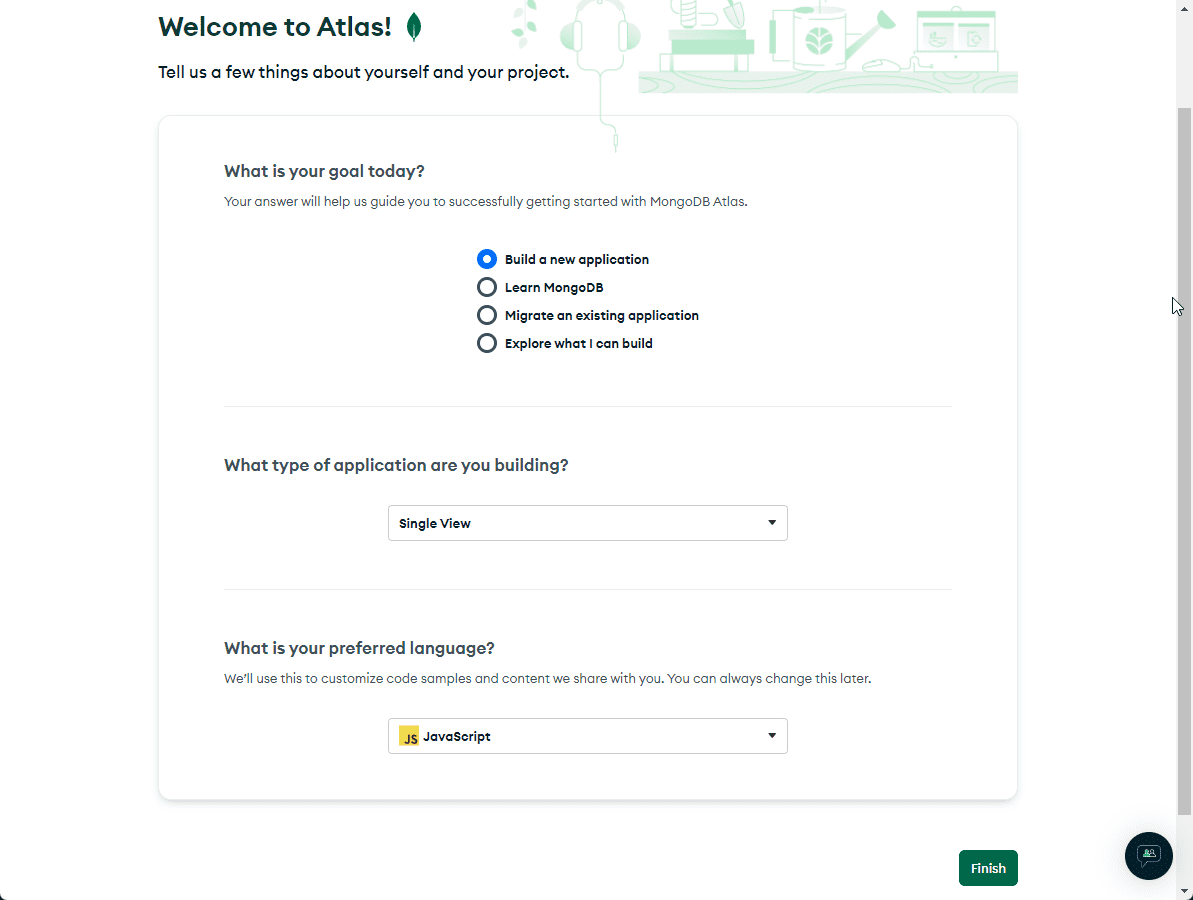 Welcome to Atlas!
Tell us a few things about yourself and your project.
What is your goal today?
Your answer will help us guide you to successfully getting started with MongoDB Atlas.
Build a new application
Learn MongoDB
Migrate an existing application
Explore what I can build
What type of application are you building?
Single View
What is your preferred language?
We'll use this to customize code samples and content we share with you. You can always change this later.
JS JavaScript
Finish